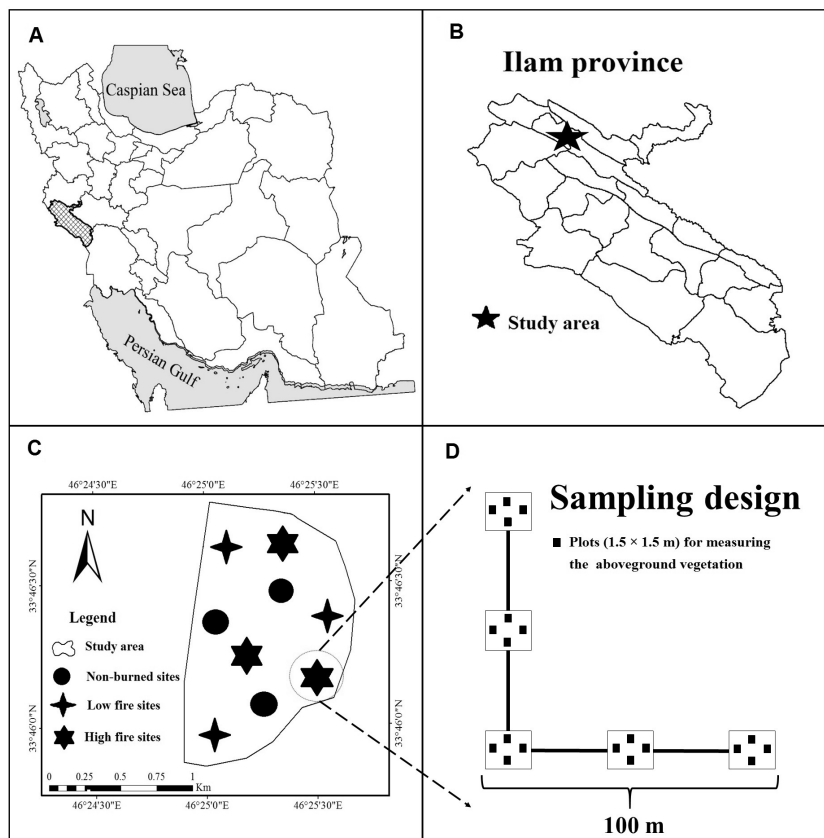 A
Caspian Sea
Persian Gulf
B
Ilam province
Study area
C
46°24'30"E 46°25'0"E 46°25'30"E
N
33°46'30"N
33°46'30"N
Legend
Study area
Non-burned sites
Low fire sites
High fire sites
33°46'0"N
33°46'0"N
0 0.25 0.5 0.75 1
Km
46°24'30"E 46°25'0"E 46°25'30"E
D
Sampling design
Plots (1.5 × 1.5 m) for measuring
the aboveground vegetation
100 m